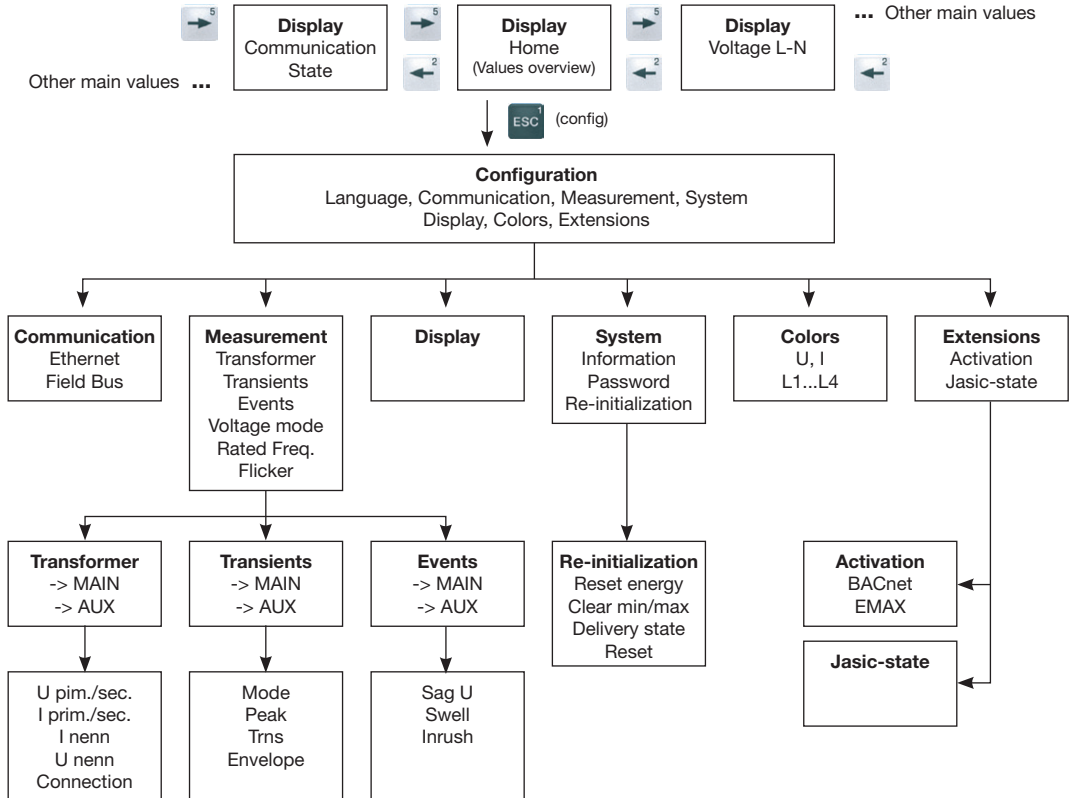 5
Display
Communication
State
5
2
Display
Home
(Values overview)
5
2
Display
Voltage L-N
... Other main values
2
Other main values ...
ESC 1
(config)
Configuration
Language, Communication, Measurement, System
Display, Colors, Extensions
Communication
Ethernet
Field Bus
Measurement
Transformer
Transients
Events
Voltage mode
Rated Freq.
Flicker
Display
System
Information
Password
Re-initialization
Colors
U, I
L1...L4
Extensions
Activation
Jasic-state
Transformer
-> MAIN
-> AUX
Transients
-> MAIN
-> AUX
Events
-> MAIN
-> AUX
Re-initialization
Reset energy
Clear min/max
Delivery state
Reset
Activation
BACnet
EMAX
Jasic-state
U pim./sec.
I prim./sec.
I nenn
U nenn
Connection
Mode
Peak
Trns
Envelope
Sag U
Swell
Inrush